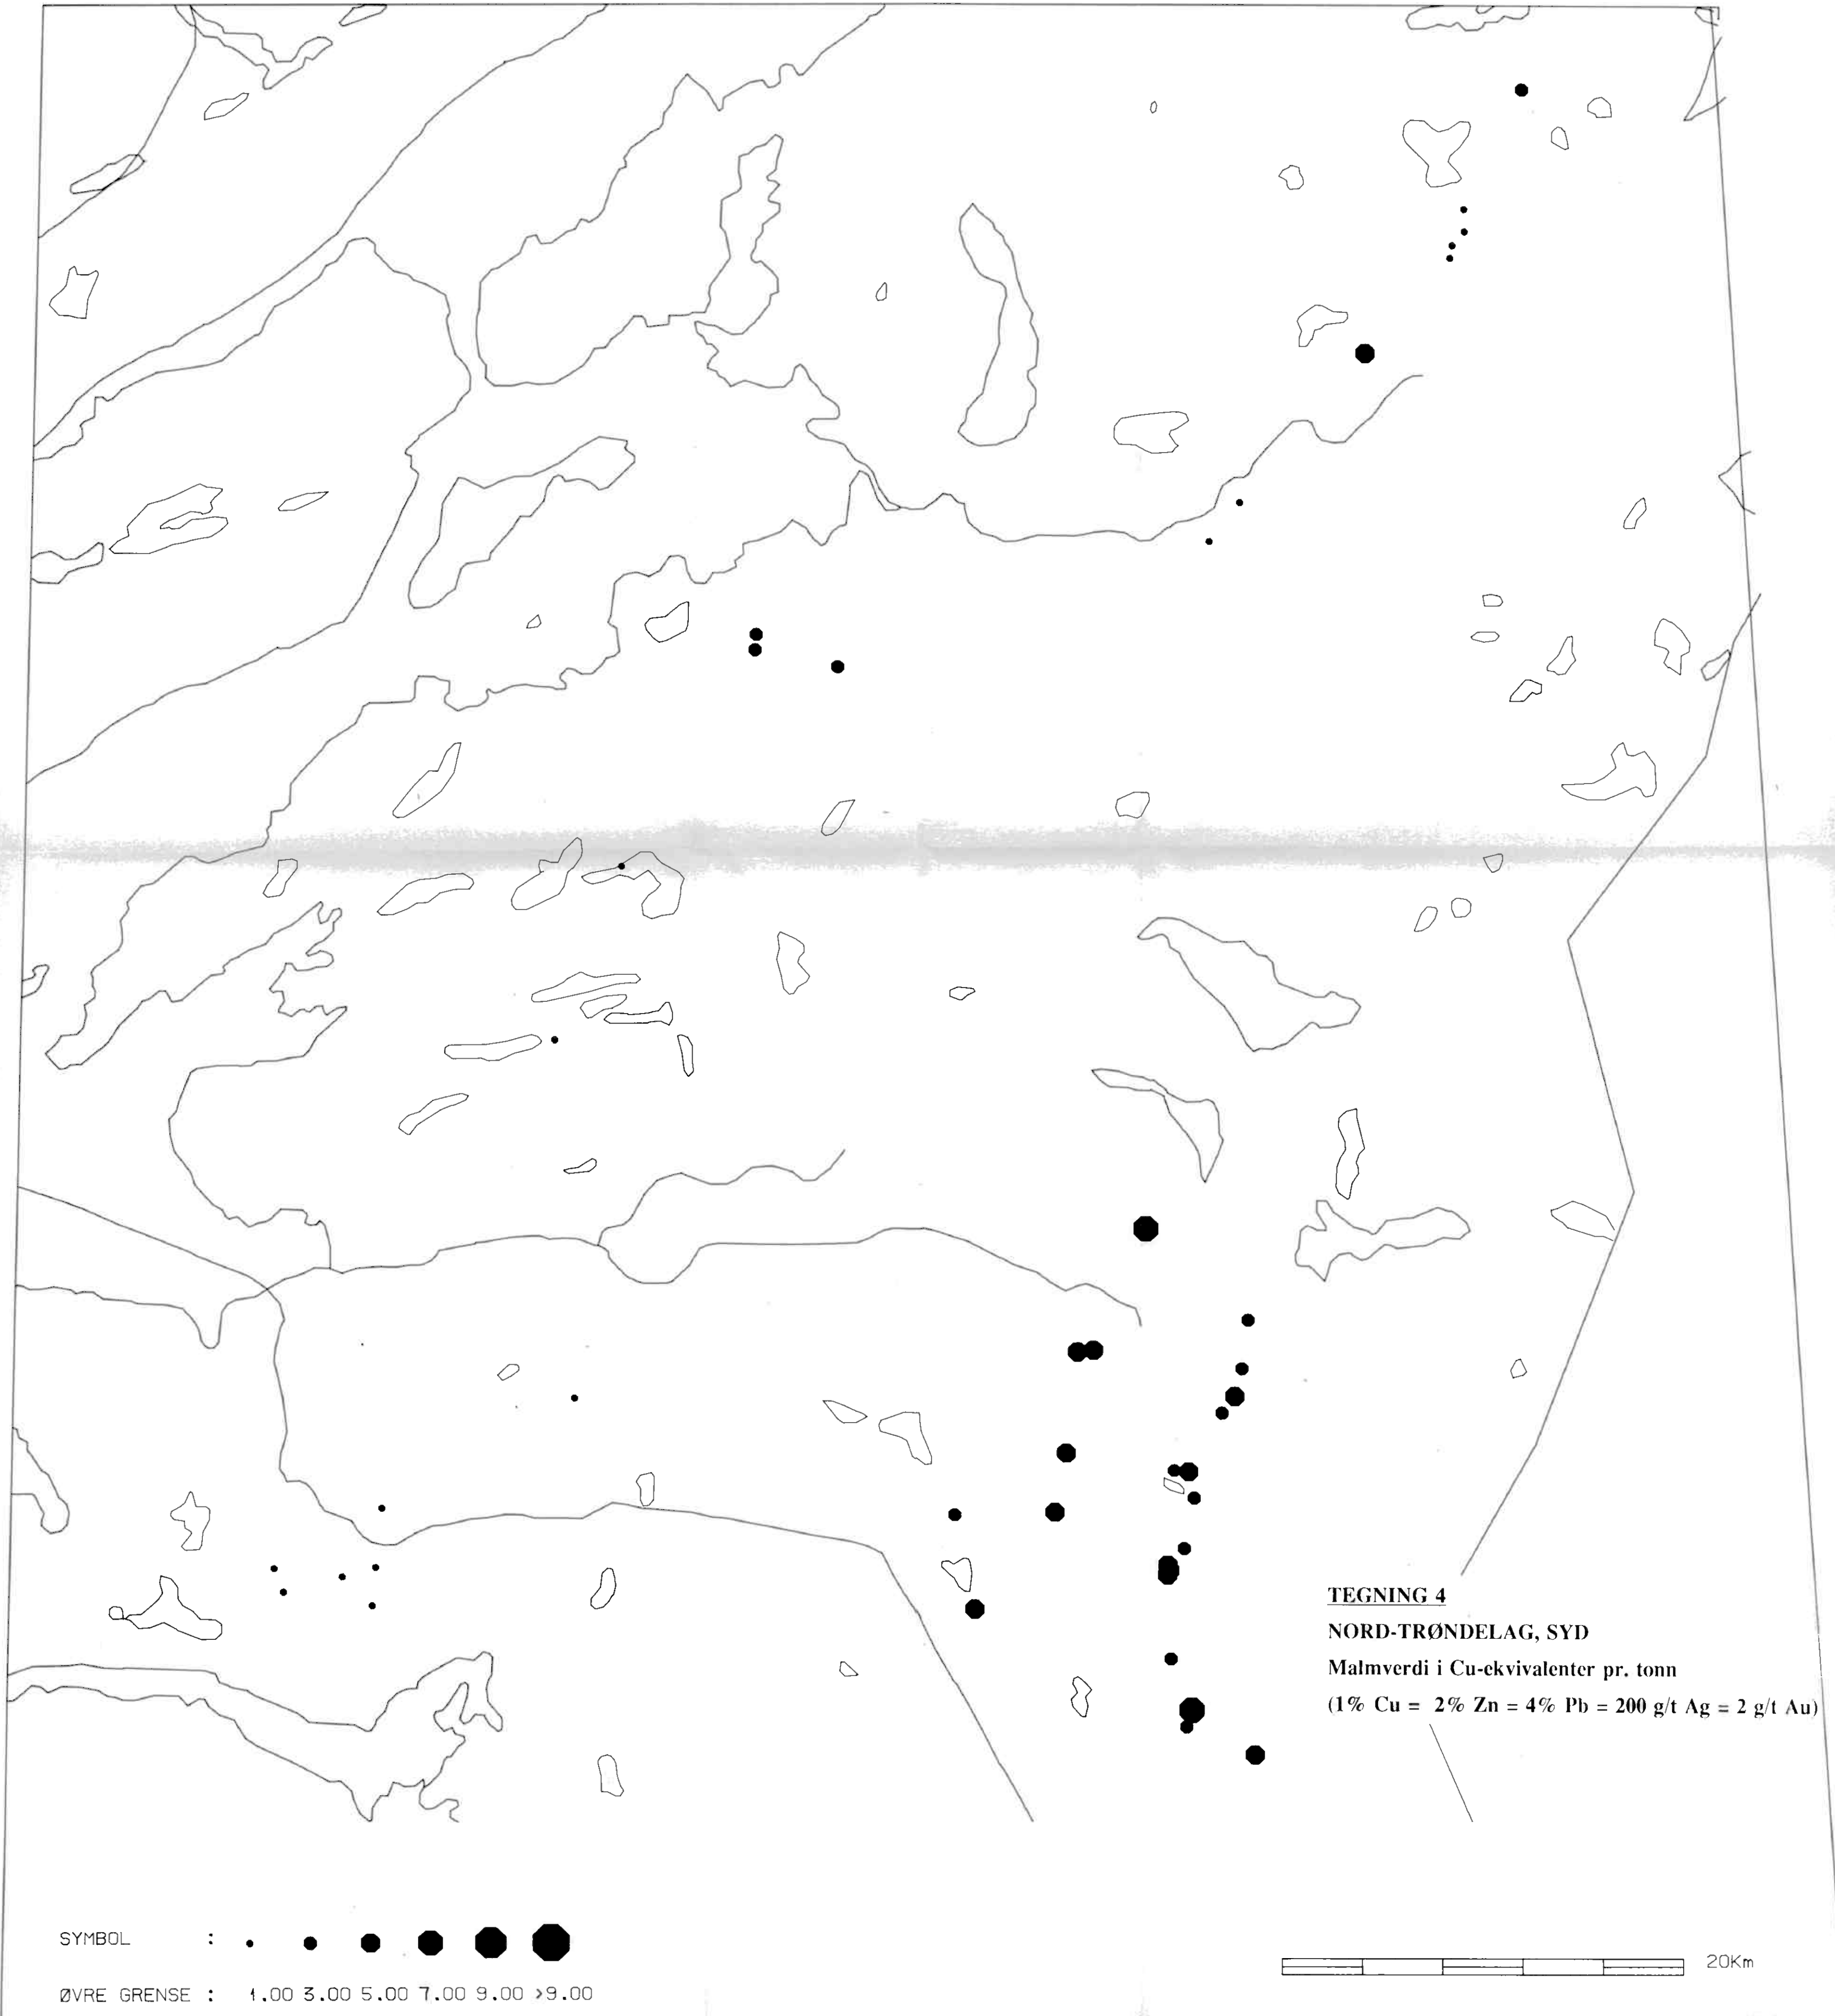 TEGNING 4
NORD-TRØNDELAG, SYD
Malmverdi i Cu-ekvivalenter pr. tonn
(1% Cu = 2% Zn = 4% Pb = 200 g/t Ag = 2 g/t Au)
SYMBOL :
20Km
ØVRE GRENSE : 1.00 3.00 5.00 7.00 9.00 >9.00